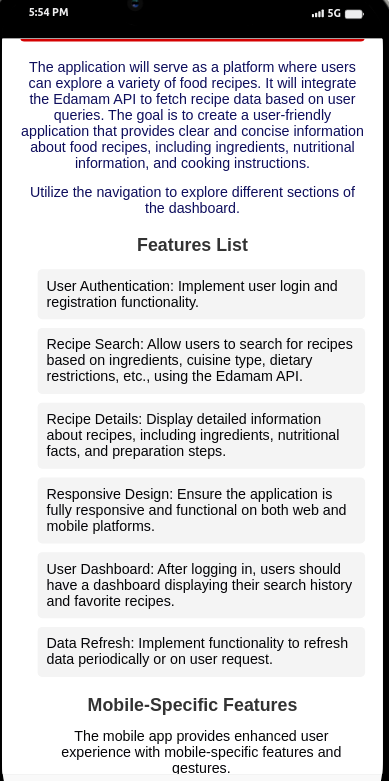 5:54 PM
5G
The application will serve as a platform where users
can explore a variety of food recipes. It will integrate
the Edamam API to fetch recipe data based on user
queries. The goal is to create a user-friendly
application that provides clear and concise information
about food recipes, including ingredients, nutritional
information, and cooking instructions.
Utilize the navigation to explore different sections of
the dashboard.
Features List
User Authentication: Implement user login and
registration functionality.
Recipe Search: Allow users to search for recipes
based on ingredients, cuisine type, dietary
restrictions, etc., using the Edamam API.
Recipe Details: Display detailed information
about recipes, including ingredients, nutritional
facts, and preparation steps.
Responsive Design: Ensure the application is
fully responsive and functional on both web and
mobile platforms.
User Dashboard: After logging in, users should
have a dashboard displaying their search history
and favorite recipes.
Data Refresh: Implement functionality to refresh
data periodically or on user request.
Mobile-Specific Features
The mobile app provides enhanced user
experience with mobile-specific features and
gestures.